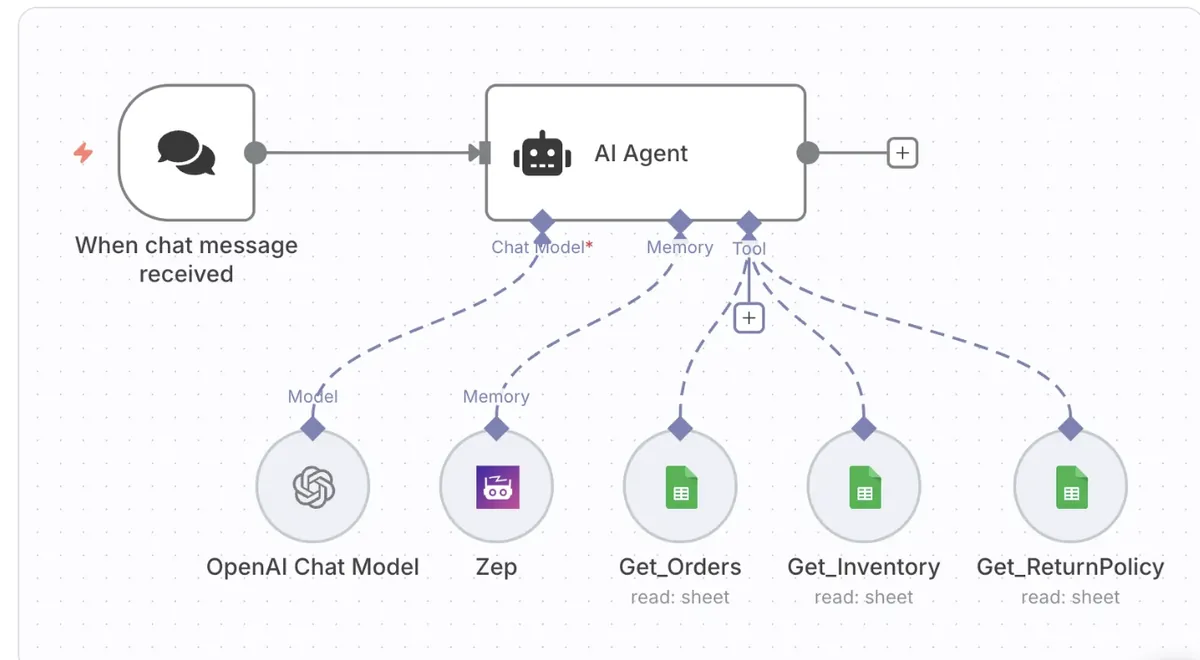 AI Agent
When chat message
received
Chat Model*
Memory
Tool
Model
Memory
OpenAI Chat Model
Zep
Get_Orders
read: sheet
Get_Inventory
read: sheet
Get_ReturnPolicy
read: sheet